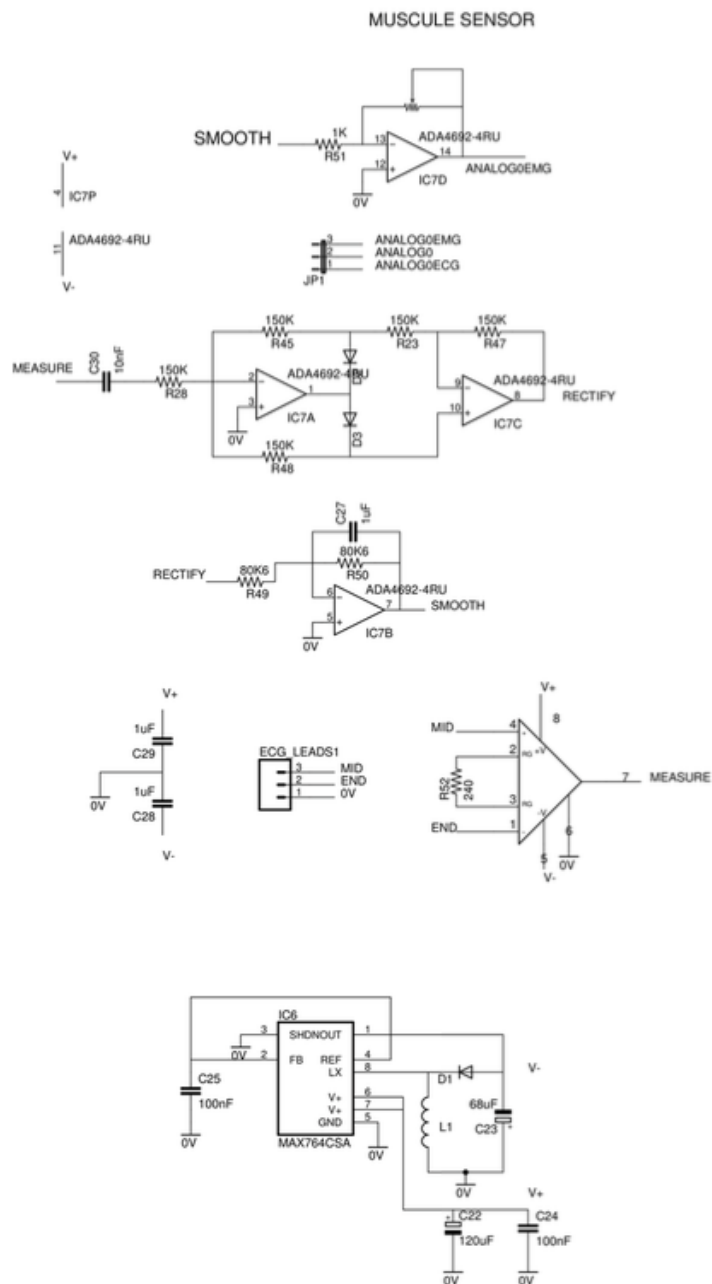 MUSCULE SENSOR
SMOOTH
1K
R51
13
12
ADA4692-4RU
14
IC7D
ANALOG0EMG
0V
V+
4
IC7P
11
ADA4692-4RU
V-
3
ANALOG0EMG
2
ANALOG0
1
ANALOG0ECG
JP1
MEASURE
C30
10nF
150K
R28
150K
R45
150K
R23
150K
R47
2
3
ADA4692-4RU
1
IC7A
0V
D3
150K
R48
9
10
ADA4692-4RU
8
IC7C
RECTIFY
C27
1uF
RECTIFY
80K6
R49
80K6
R50
6
5
ADA4692-4RU
7
SMOOTH
IC7B
0V
V+
1uF
C29
0V
1uF
C28
V-
ECG_LEADS1
3
MID
2
END
1
0V
V+
8
MID
4
2
RG
+V
R52
240
3
RG
-V
END
1
7
MEASURE
6
5
0V
V-
IC6
3
SHDN
OUT
1
0V
2
FB
REF
4
LX
8
C25
100nF
0V
V+
6
V+
7
GND
5
MAX764CSA
0V
D1
V-
L1
68uF
C23
0V
V+
C22
120uF
0V
C24
100nF
0V